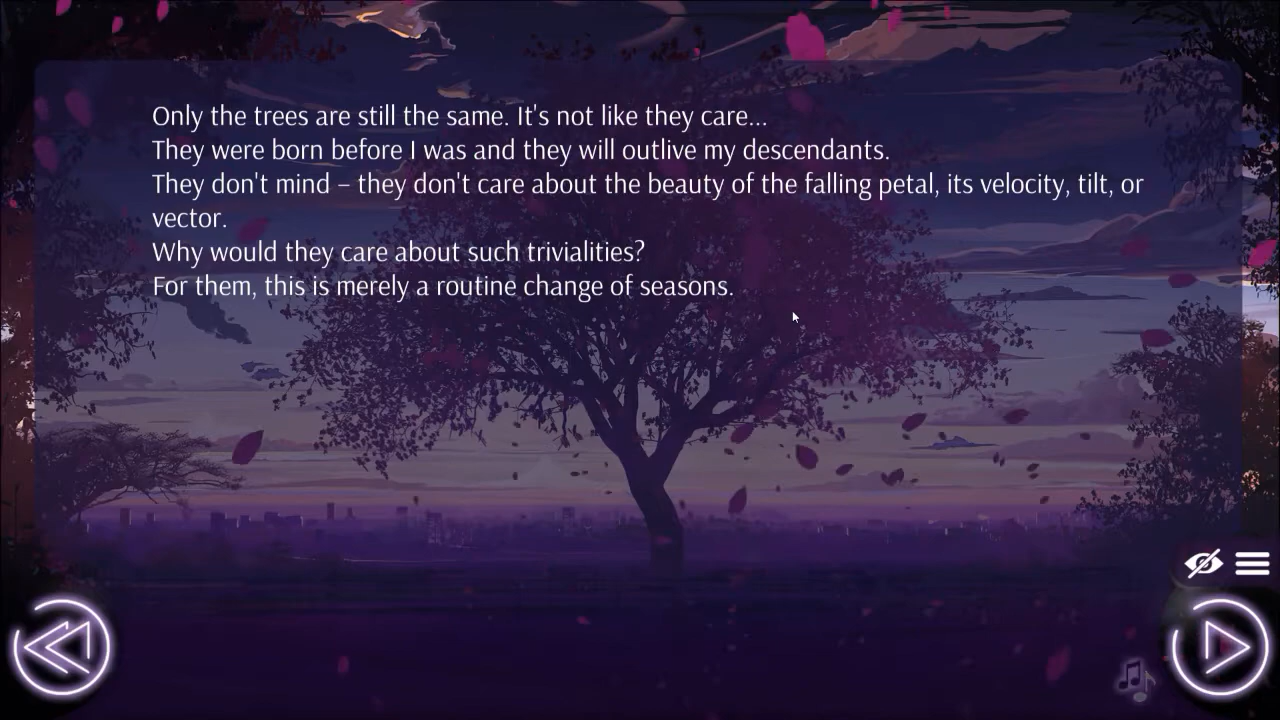 Only the trees are still the same. It's not like they care...
They were born before I was and they will outlive my descendants.
They don't mind – they don't care about the beauty of the falling petal, its velocity, tilt, or
vector.
Why would they care about such trivialities?
For them, this is merely a routine change of seasons.